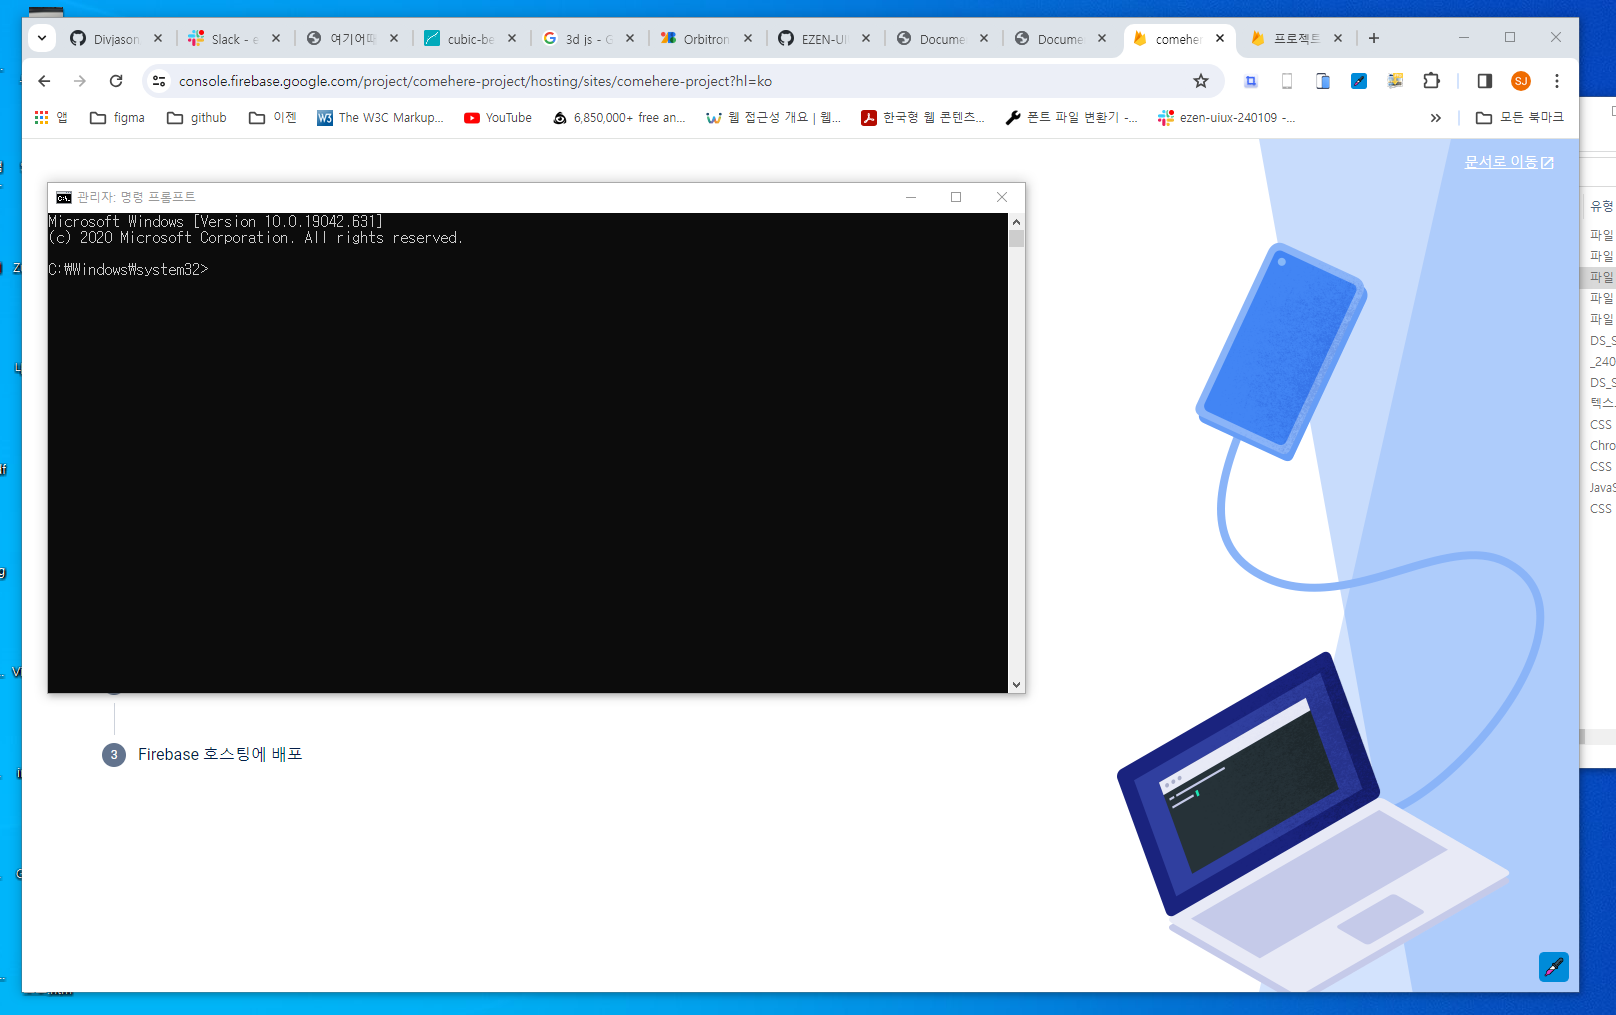 Divjason
Slack - e
여기어때
cubic-be
3d js - G
Orbitron
EZEN-UI
Docume
Docume
comeher
프로젝트
console.firebase.google.com/project/comehere-project/hosting/sites/comehere-project?hl=ko
SJ
앱
figma
github
이젠
The W3C Markup...
YouTube
6,850,000+ free an...
웹 접근성 개요 | 웹...
한국형 웹 콘텐츠...
폰트 파일 변환기 -...
ezen-uiux-240109 -...
모든 북마크
문서로 이동
관리자: 명령 프롬프트
Microsoft Windows [Version 10.0.19042.631]
(c) 2020 Microsoft Corporation. All rights reserved.
C:₩Windows₩system32>
3 Firebase 호스팅에 배포
유형
파일
파일
파일
파일
파일
DS_S
_240
DS_S
텍스
CSS
Chro
CSS
JavaS
CSS